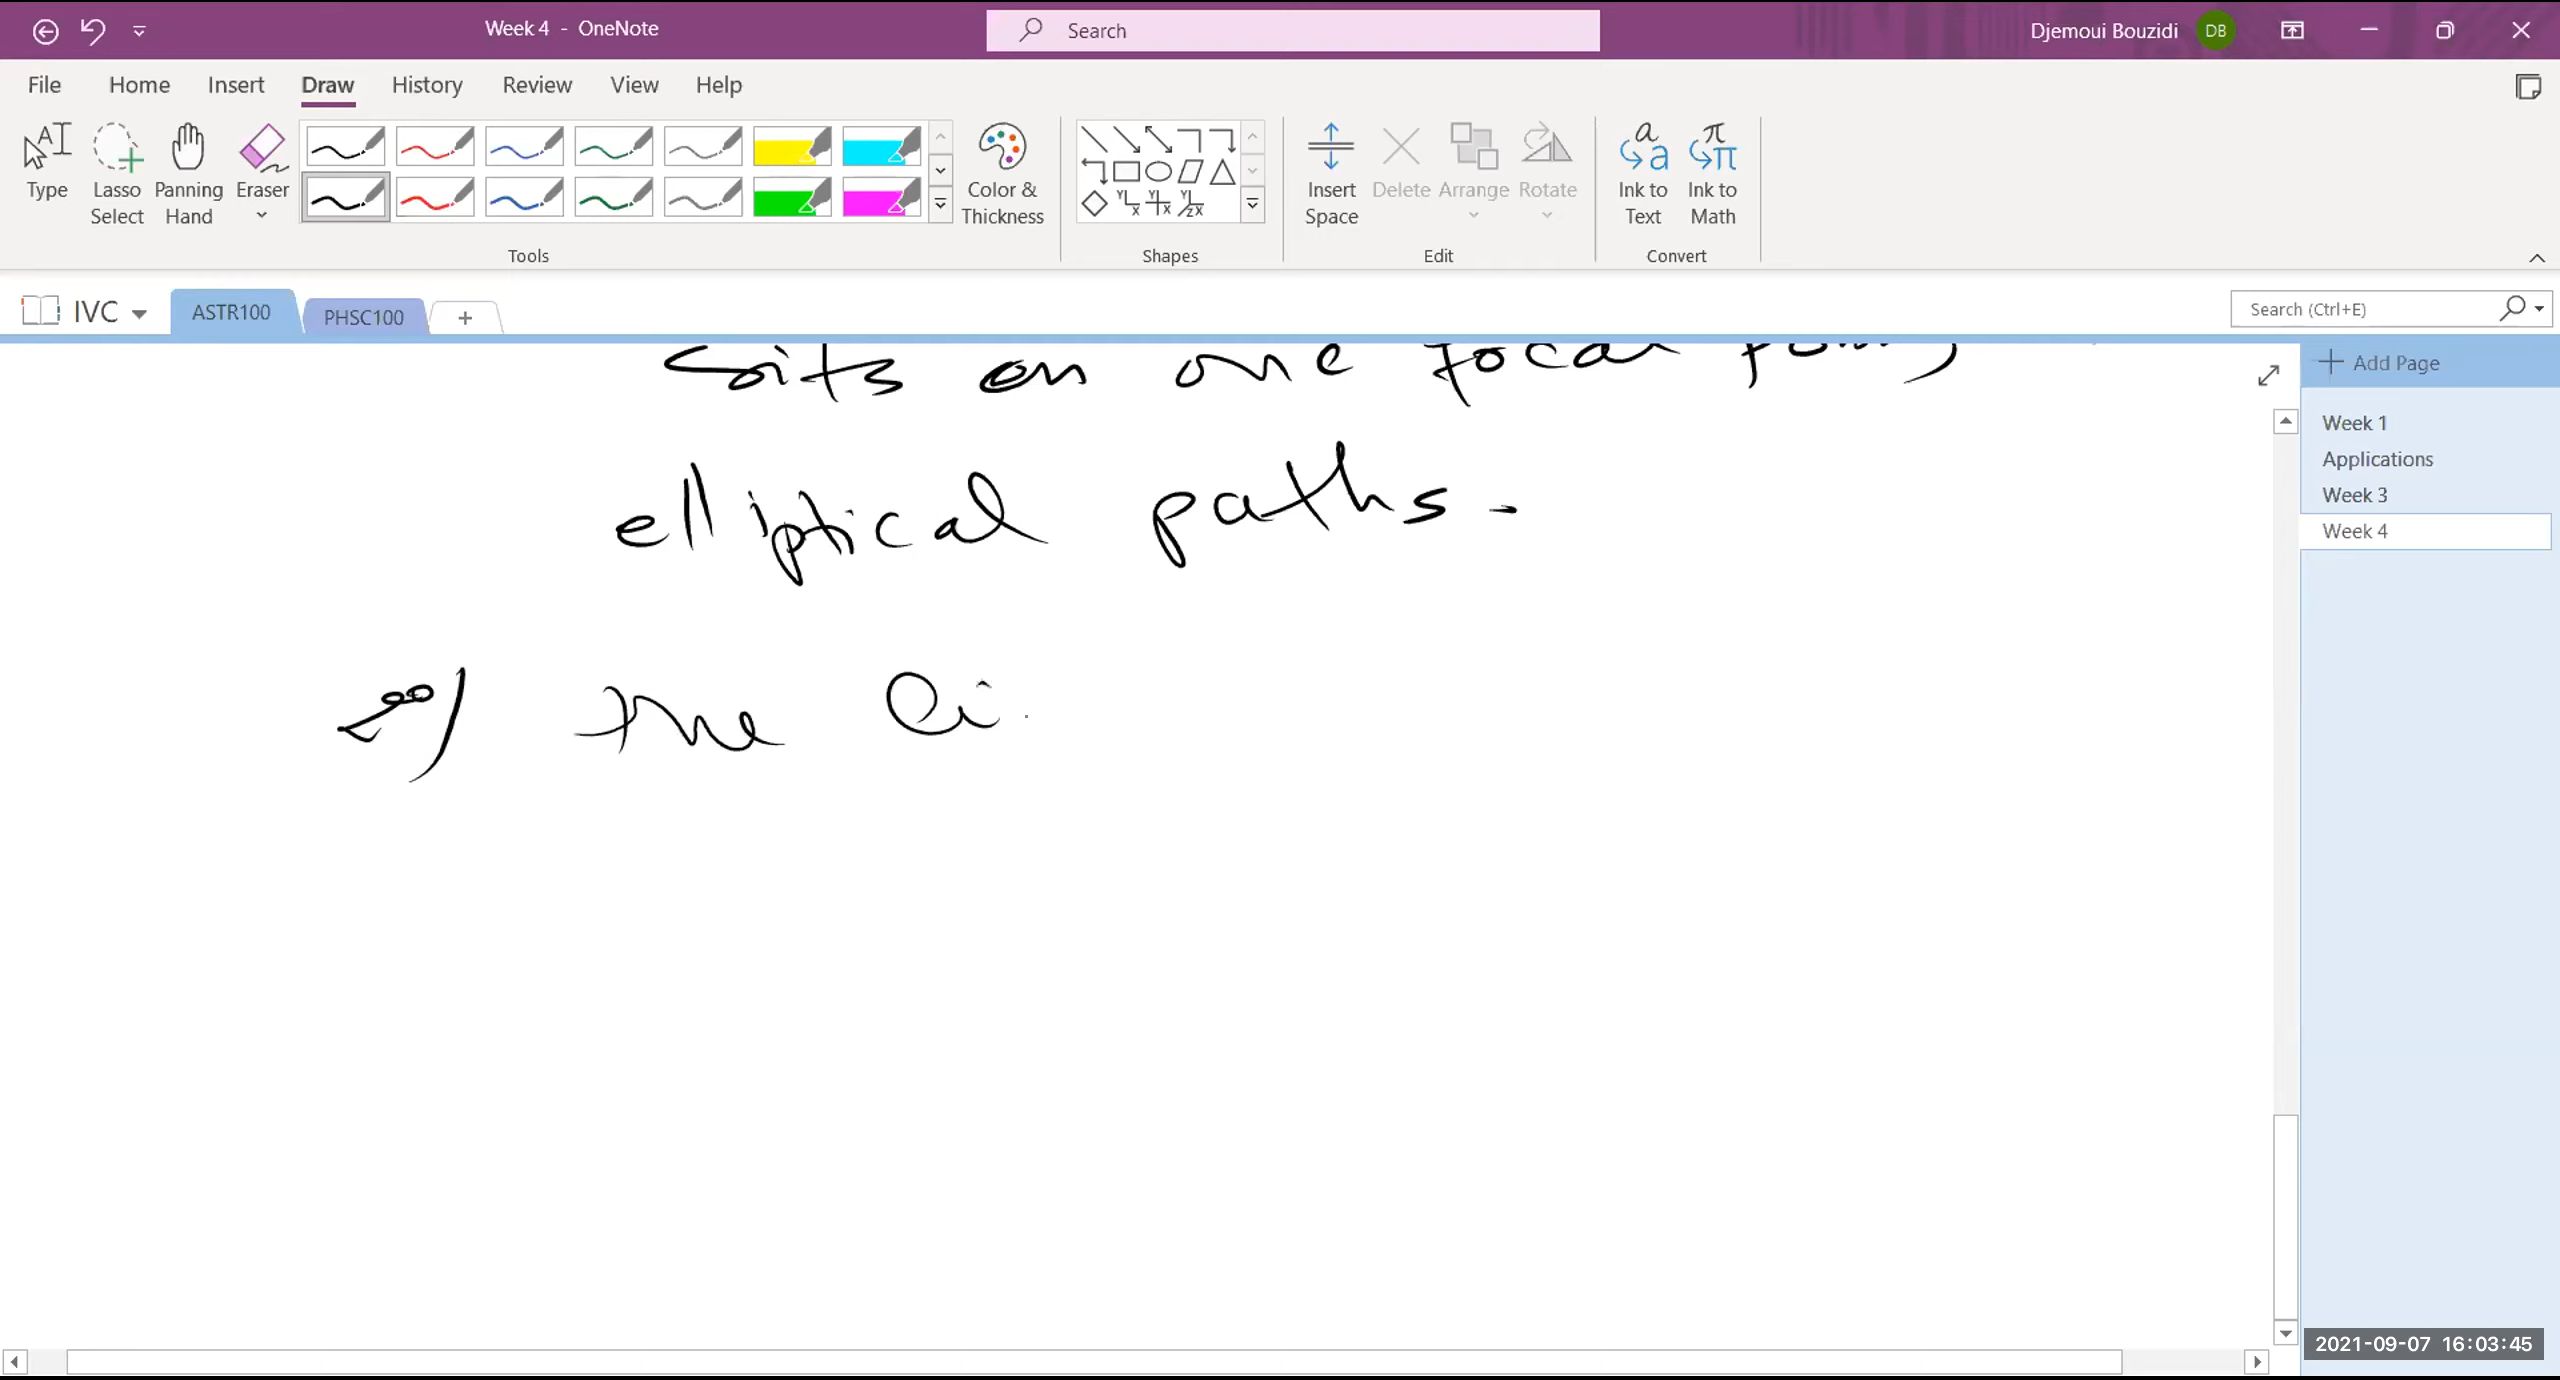 Week 4 - OneNote
Search
Djemoui Bouzidi DB
File Home Insert Draw History Review View Help
Type
Lasso Select
Panning Hand
Eraser
Color & Thickness
Insert Space
Delete
Arrange
Rotate
Ink to Text
Ink to Math
Tools
Shapes
Edit
Convert
IVC
ASTR100
PHSC100
+
Search (Ctrl+E)
Add Page
Week 1
Applications
Week 3
Week 4
sits on one focal
elliptical paths.
2°) the li
2021-09-07 16:03:45